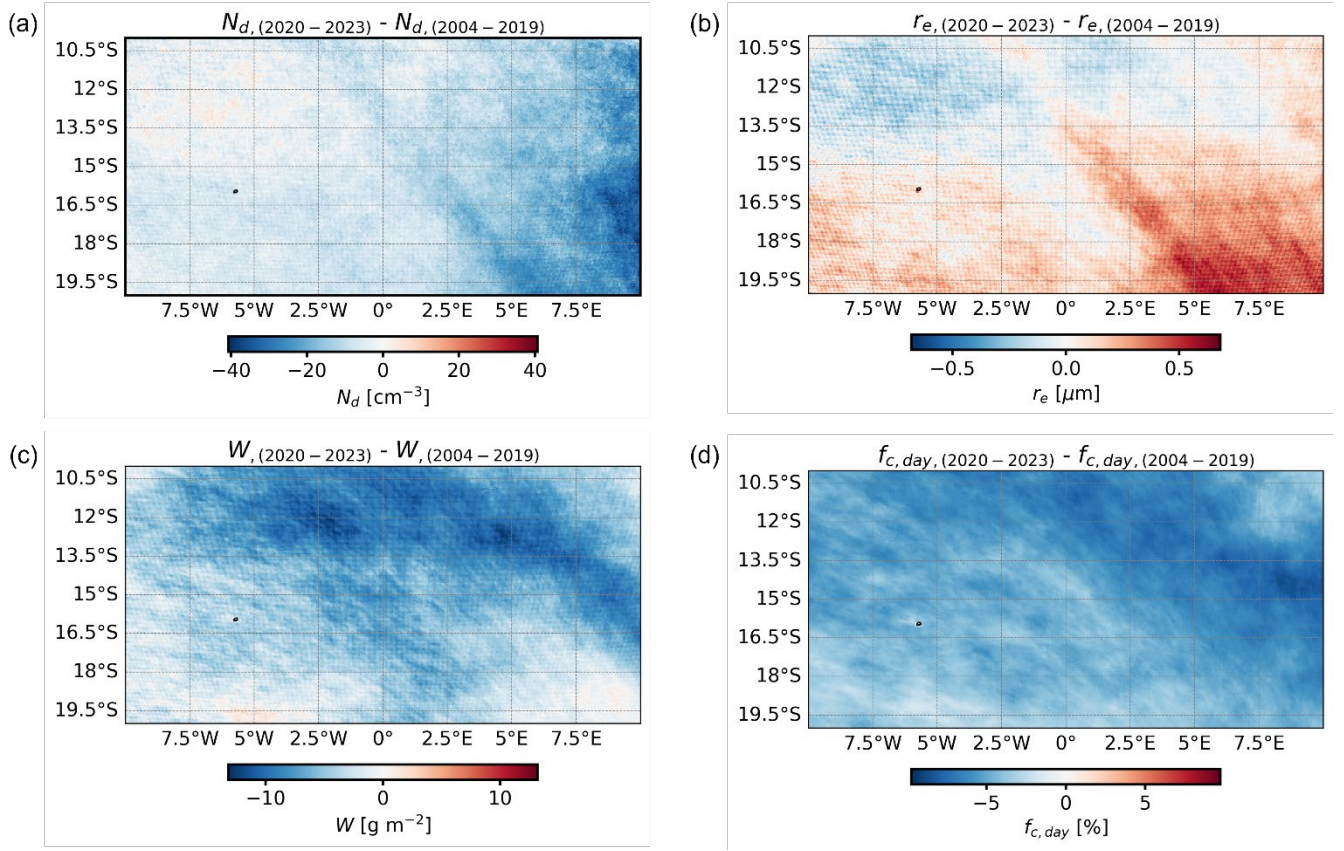 (a)
N_d, (2020 − 2023) - N_d, (2004 − 2019)
10.5°S
12°S
13.5°S
15°S
16.5°S
18°S
19.5°S
7.5°W 5°W 2.5°W 0° 2.5°E 5°E 7.5°E
−40 −20 0 20 40
N_d [cm⁻³]
(b)
r_e, (2020 − 2023) - r_e, (2004 − 2019)
10.5°S
12°S
13.5°S
15°S
16.5°S
18°S
19.5°S
7.5°W 5°W 2.5°W 0° 2.5°E 5°E 7.5°E
−0.5 0.0 0.5
r_e [μm]
(c)
W, (2020 − 2023) - W, (2004 − 2019)
10.5°S
12°S
13.5°S
15°S
16.5°S
18°S
19.5°S
7.5°W 5°W 2.5°W 0° 2.5°E 5°E 7.5°E
−10 0 10
W [g m⁻²]
(d)
f_c, day, (2020 − 2023) - f_c, day, (2004 − 2019)
10.5°S
12°S
13.5°S
15°S
16.5°S
18°S
19.5°S
7.5°W 5°W 2.5°W 0° 2.5°E 5°E 7.5°E
−5 0 5
f_c, day [%]